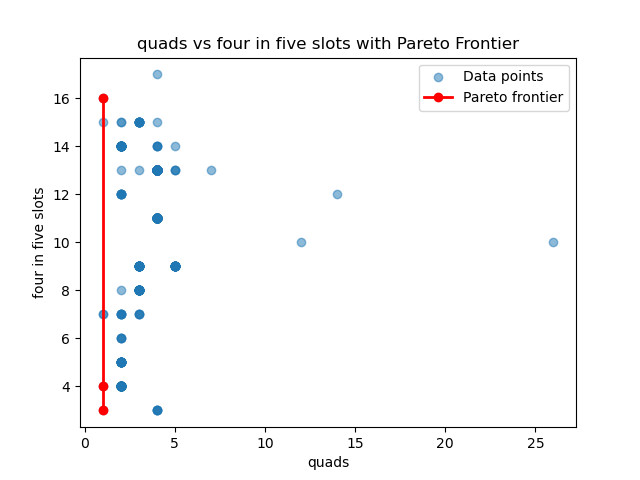 quads vs four in five slots with Pareto Frontier
Data points
Pareto frontier
16
14
12
10
8
6
4
four in five slots
0 5 10 15 20 25
quads